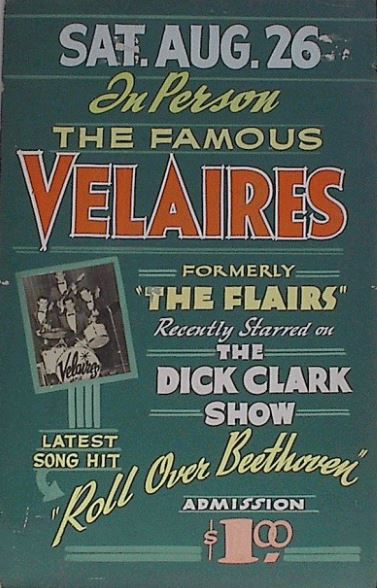 SAT. AUG. 26
In Person
THE FAMOUS
VELAIRES
FORMERLY
"THE FLAIRS"
Recently Starred on
THE
DICK CLARK
SHOW
Velaires
LATEST
SONG HIT
"Roll Over Beethoven"
ADMISSION
$1.00